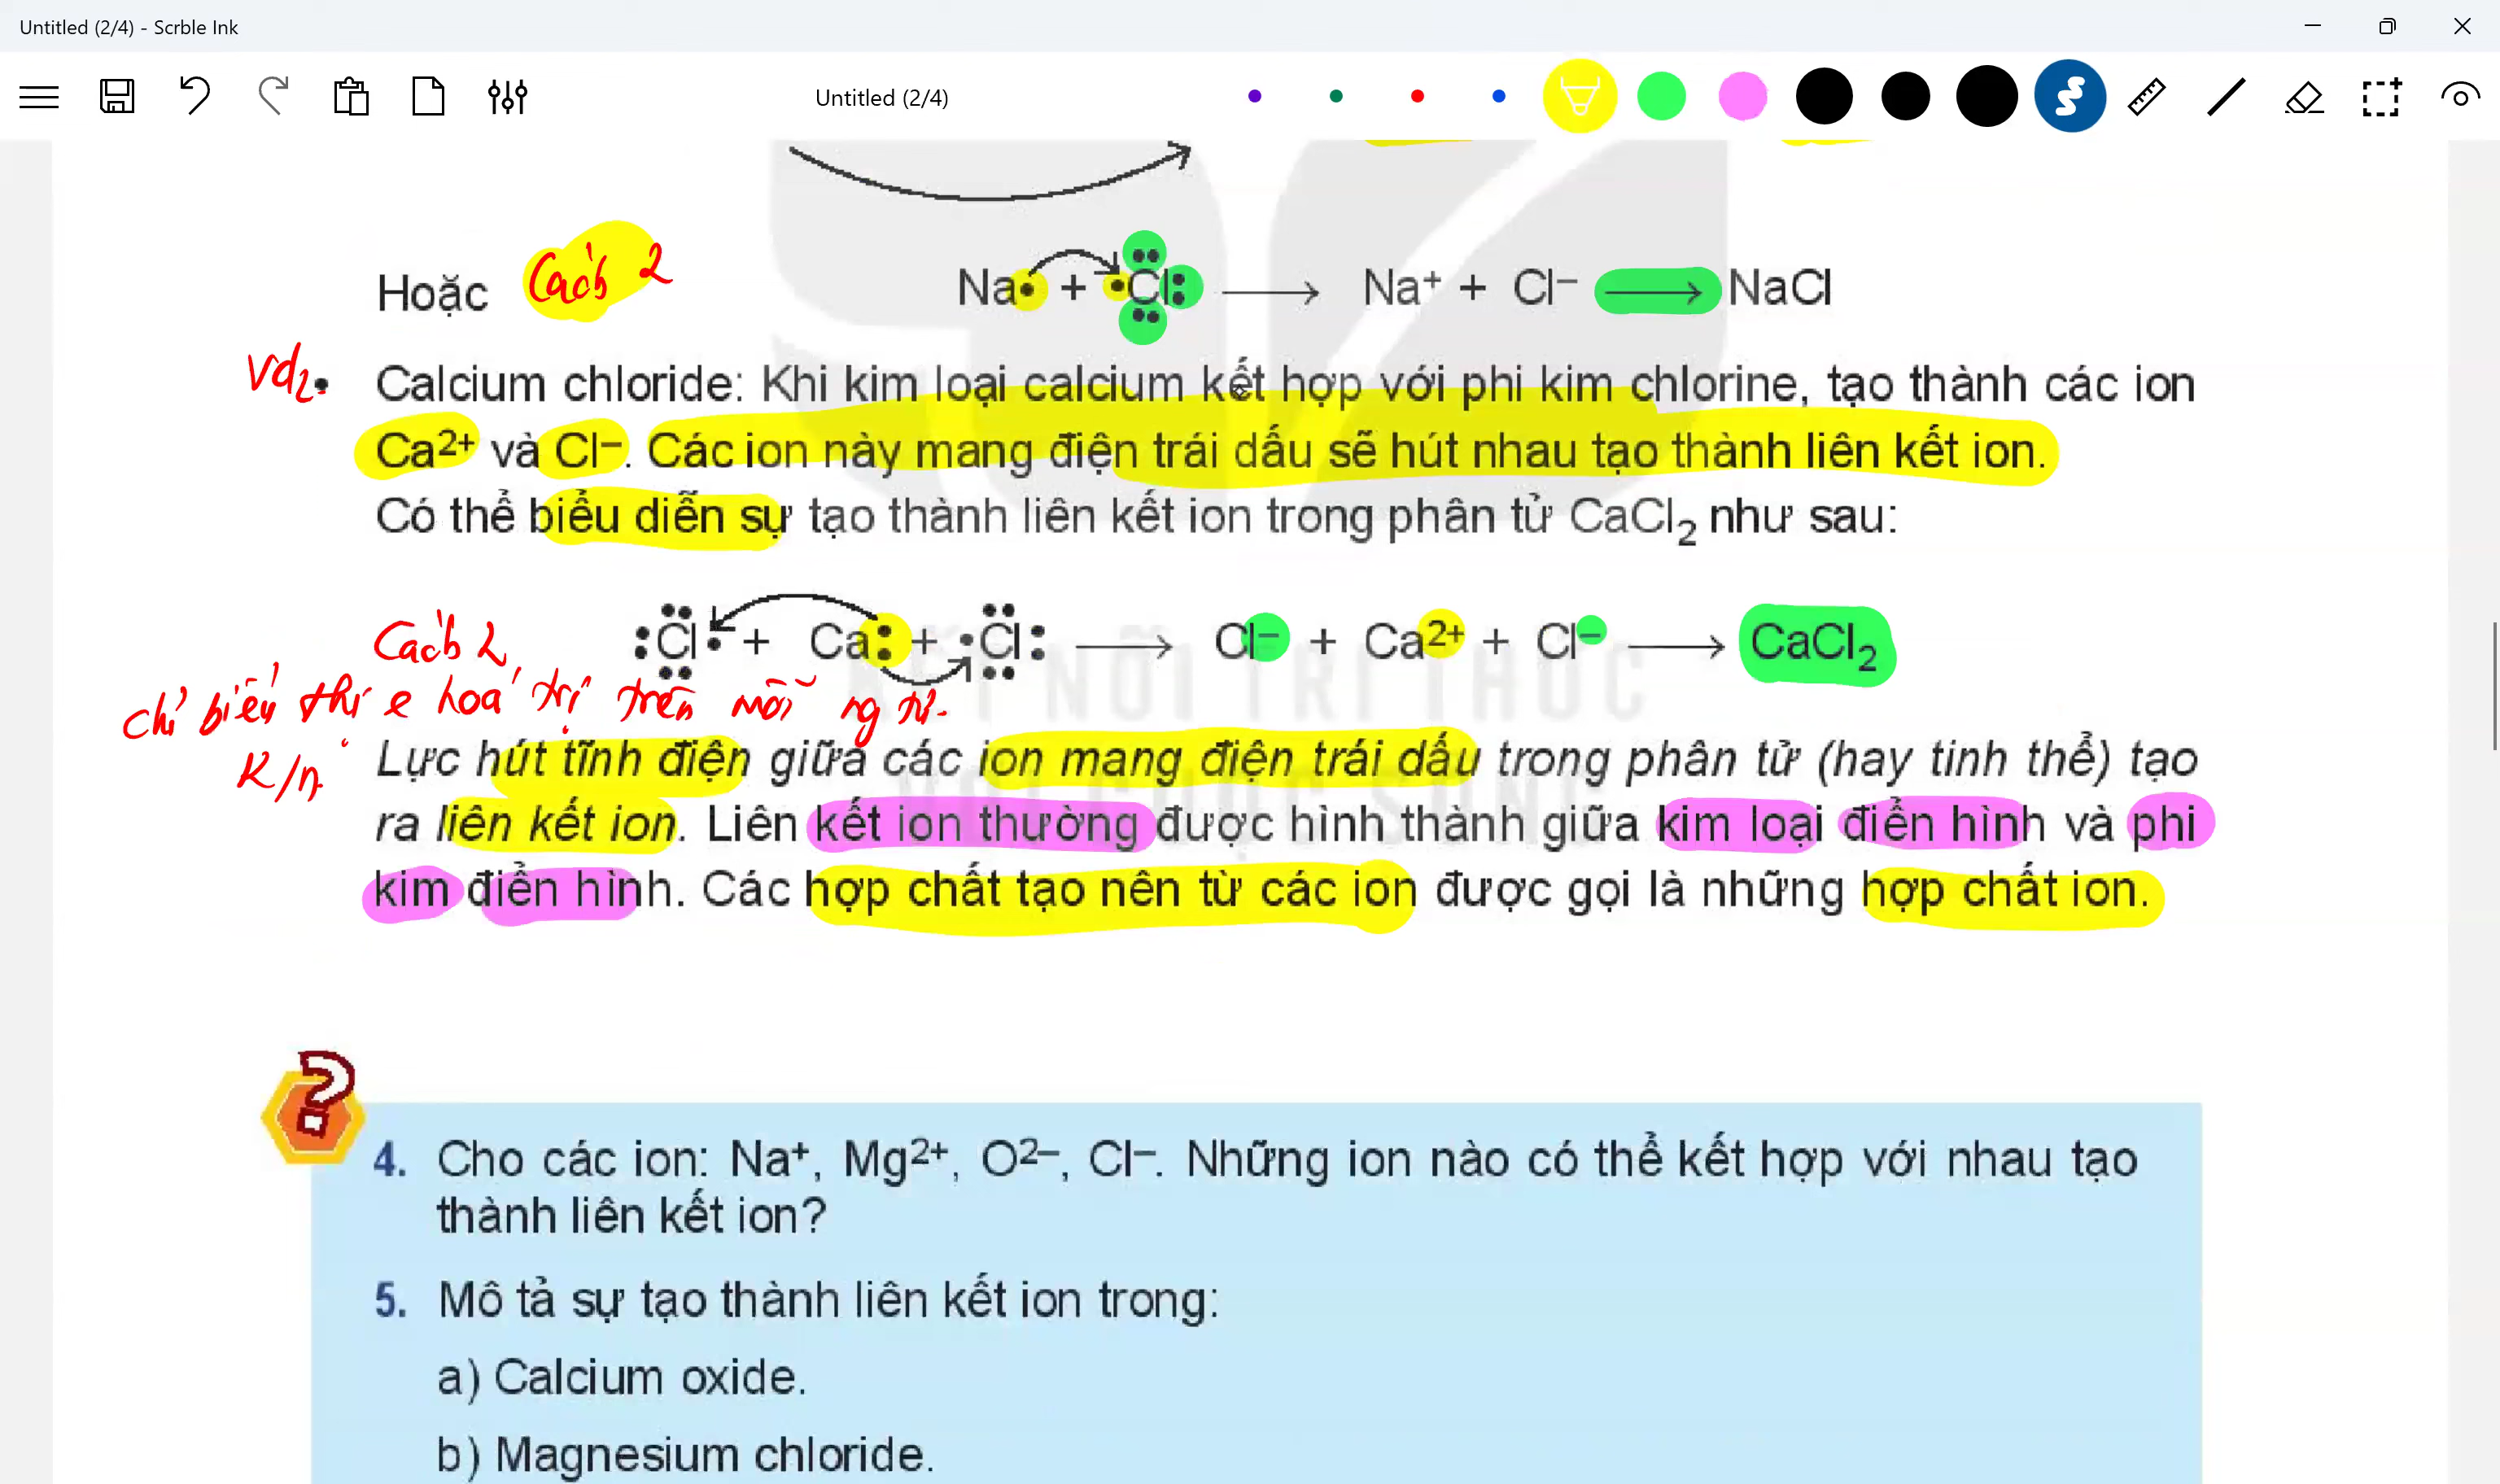 Untitled (2/4) - Scrble Ink
Untitled (2/4)
Hoặc Cách 2 Na• + •Cl: ⟶ Na⁺ + Cl⁻ ⟶ NaCl
Vd2 • Calcium chloride: Khi kim loại calcium kết hợp với phi kim chlorine, tạo thành các ion
Ca²⁺ và Cl⁻. Các ion này mang điện trái dấu sẽ hút nhau tạo thành liên kết ion.
Có thể biểu diễn sự tạo thành liên kết ion trong phân tử CaCl₂ như sau:
Cách 2 :Cl• + Ca: + •Cl: ⟶ Cl⁻ + Ca²⁺ + Cl⁻ ⟶ CaCl₂
KẾT NỐI TRI THỨC
chỉ biểu thị e hoá trị trên mỗi ng tử.
VỚI CUỘC SỐNG
K/n
Lực hút tĩnh điện giữa các ion mang điện trái dấu trong phân tử (hay tinh thể) tạo
ra liên kết ion. Liên kết ion thường được hình thành giữa kim loại điển hình và phi
kim điển hình. Các hợp chất tạo nên từ các ion được gọi là những hợp chất ion.
?
4. Cho các ion: Na⁺, Mg²⁺, O²⁻, Cl⁻. Những ion nào có thể kết hợp với nhau tạo
thành liên kết ion?
5. Mô tả sự tạo thành liên kết ion trong:
a) Calcium oxide.
b) Magnesium chloride.